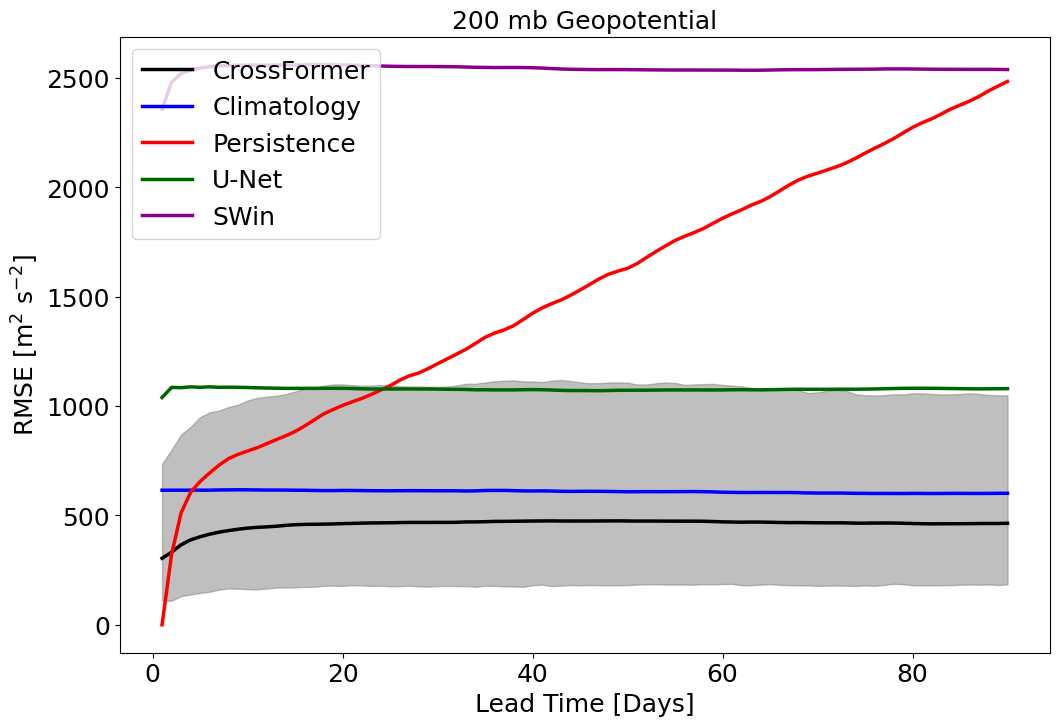 200 mb Geopotential
CrossFormer
Climatology
Persistence
U-Net
SWin
RMSE [m² s⁻²]
2500
2000
1500
1000
500
0
0 20 40 60 80
Lead Time [Days]